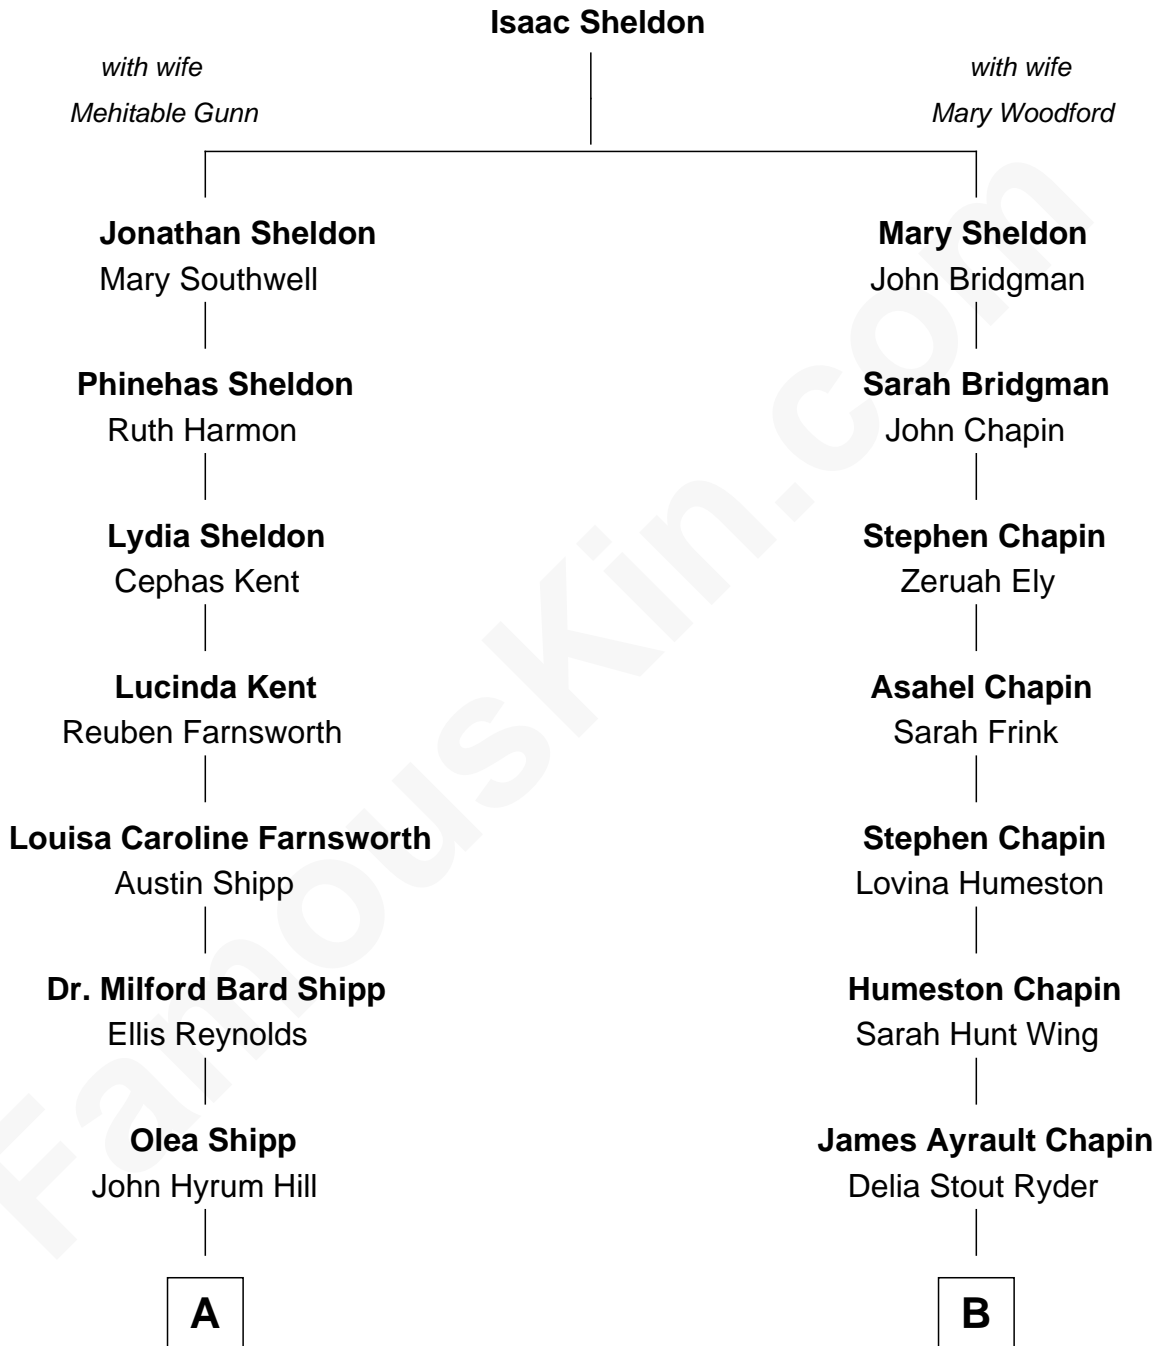 Isaac Sheldon
with wife
Mehitable Gunn
with wife
Mary Woodford
Jonathan Sheldon
Mary Southwell
Mary Sheldon
John Bridgman
Phinehas Sheldon
Ruth Harmon
Sarah Bridgman
John Chapin
Lydia Sheldon
Cephas Kent
Stephen Chapin
Zeruah Ely
Lucinda Kent
Reuben Farnsworth
Asahel Chapin
Sarah Frink
Louisa Caroline Farnsworth
Austin Shipp
Stephen Chapin
Lovina Humeston
Dr. Milford Bard Shipp
Ellis Reynolds
Humeston Chapin
Sarah Hunt Wing
Olea Shipp
John Hyrum Hill
James Ayrault Chapin
Delia Stout Ryder
A
B
FamousKin.com